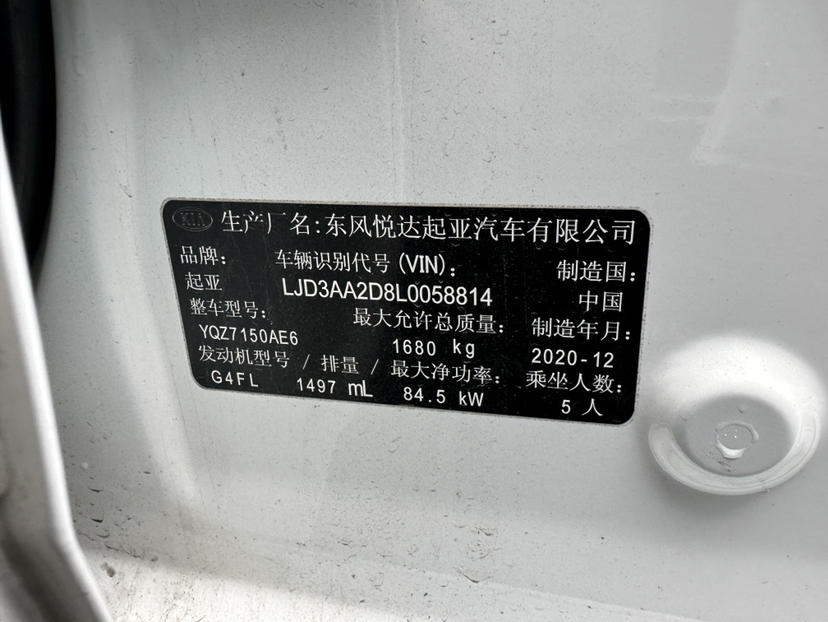 KIA 生产厂名:东风悦达起亚汽车有限公司
品牌: 车辆识别代号(VIN): 制造国:
起亚 LJD3AA2D8L0058814 中国
整车型号: 最大允许总质量: 制造年月:
YQZ7150AE6 1680 kg 2020-12
发动机型号 / 排量 / 最大净功率: 乘坐人数:
G4FL 1497 mL 84.5 kW 5 人